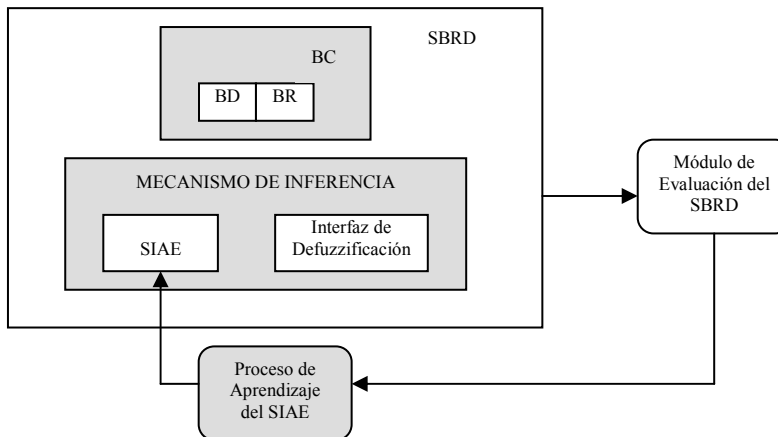 SBRD
BC
BD BR
MECANISMO DE INFERENCIA
SIAE
Interfaz de
Defuzzificación
Módulo de
Evaluación del
SBRD
Proceso de
Aprendizaje
del SIAE